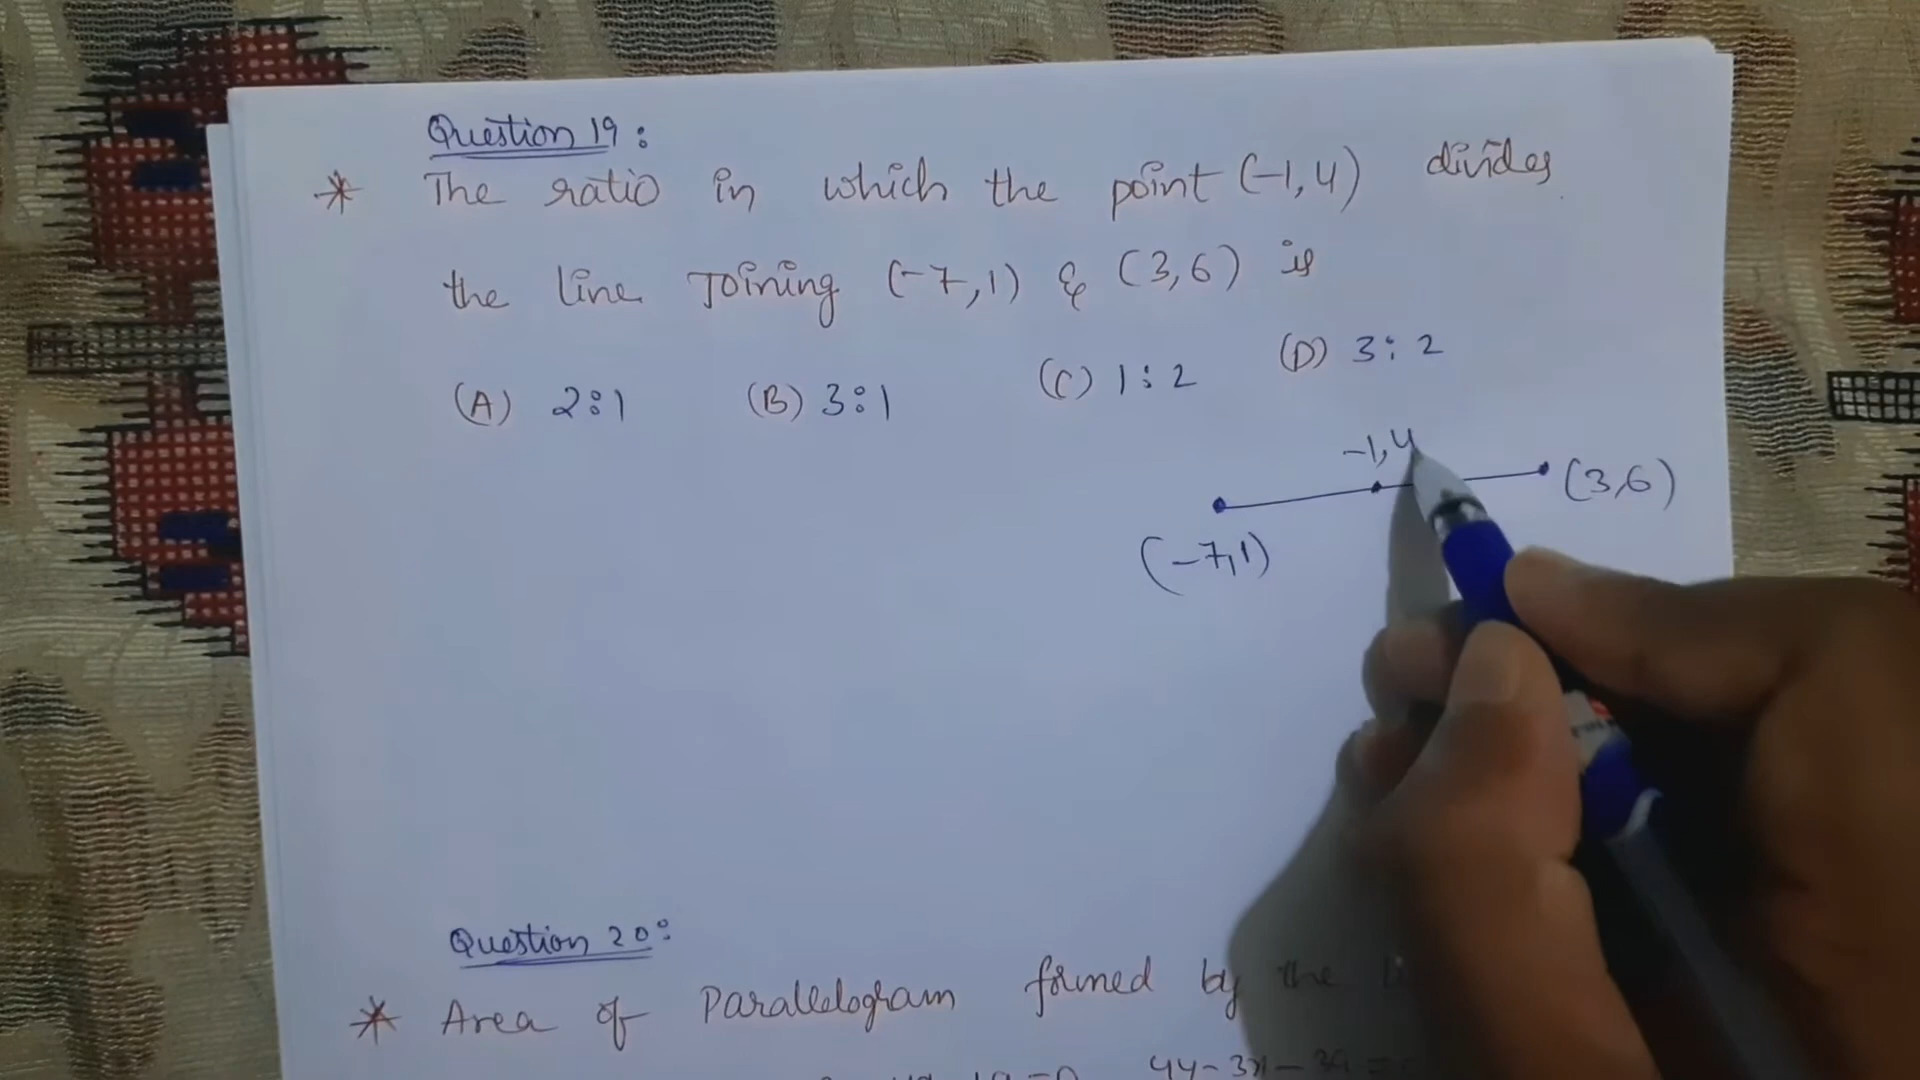 Question 19:
* The ratio in which the point (-1,4) divides
the line Joining (-7,1) & (3,6) is
(A) 2:1 (B) 3:1 (C) 1:2 (D) 3:2
-1,4
(3,6)
(-7,1)
Question 20:
* Area of Parallelogram formed by the
4y-3x-